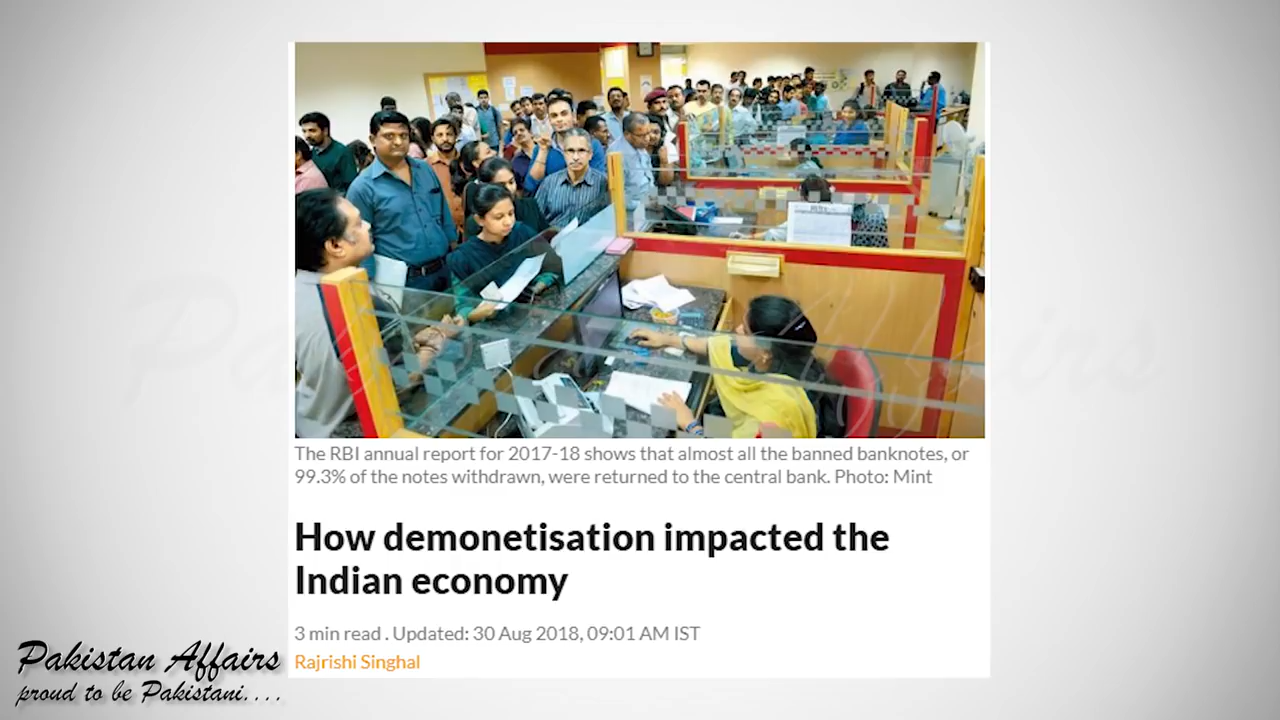 The RBI annual report for 2017-18 shows that almost all the banned banknotes, or
99.3% of the notes withdrawn, were returned to the central bank. Photo: Mint
How demonetisation impacted the
Indian economy
3 min read . Updated: 30 Aug 2018, 09:01 AM IST
Rajrishi Singhal
Pakistan Affairs
proud to be Pakistani....
Pakistan Affairs